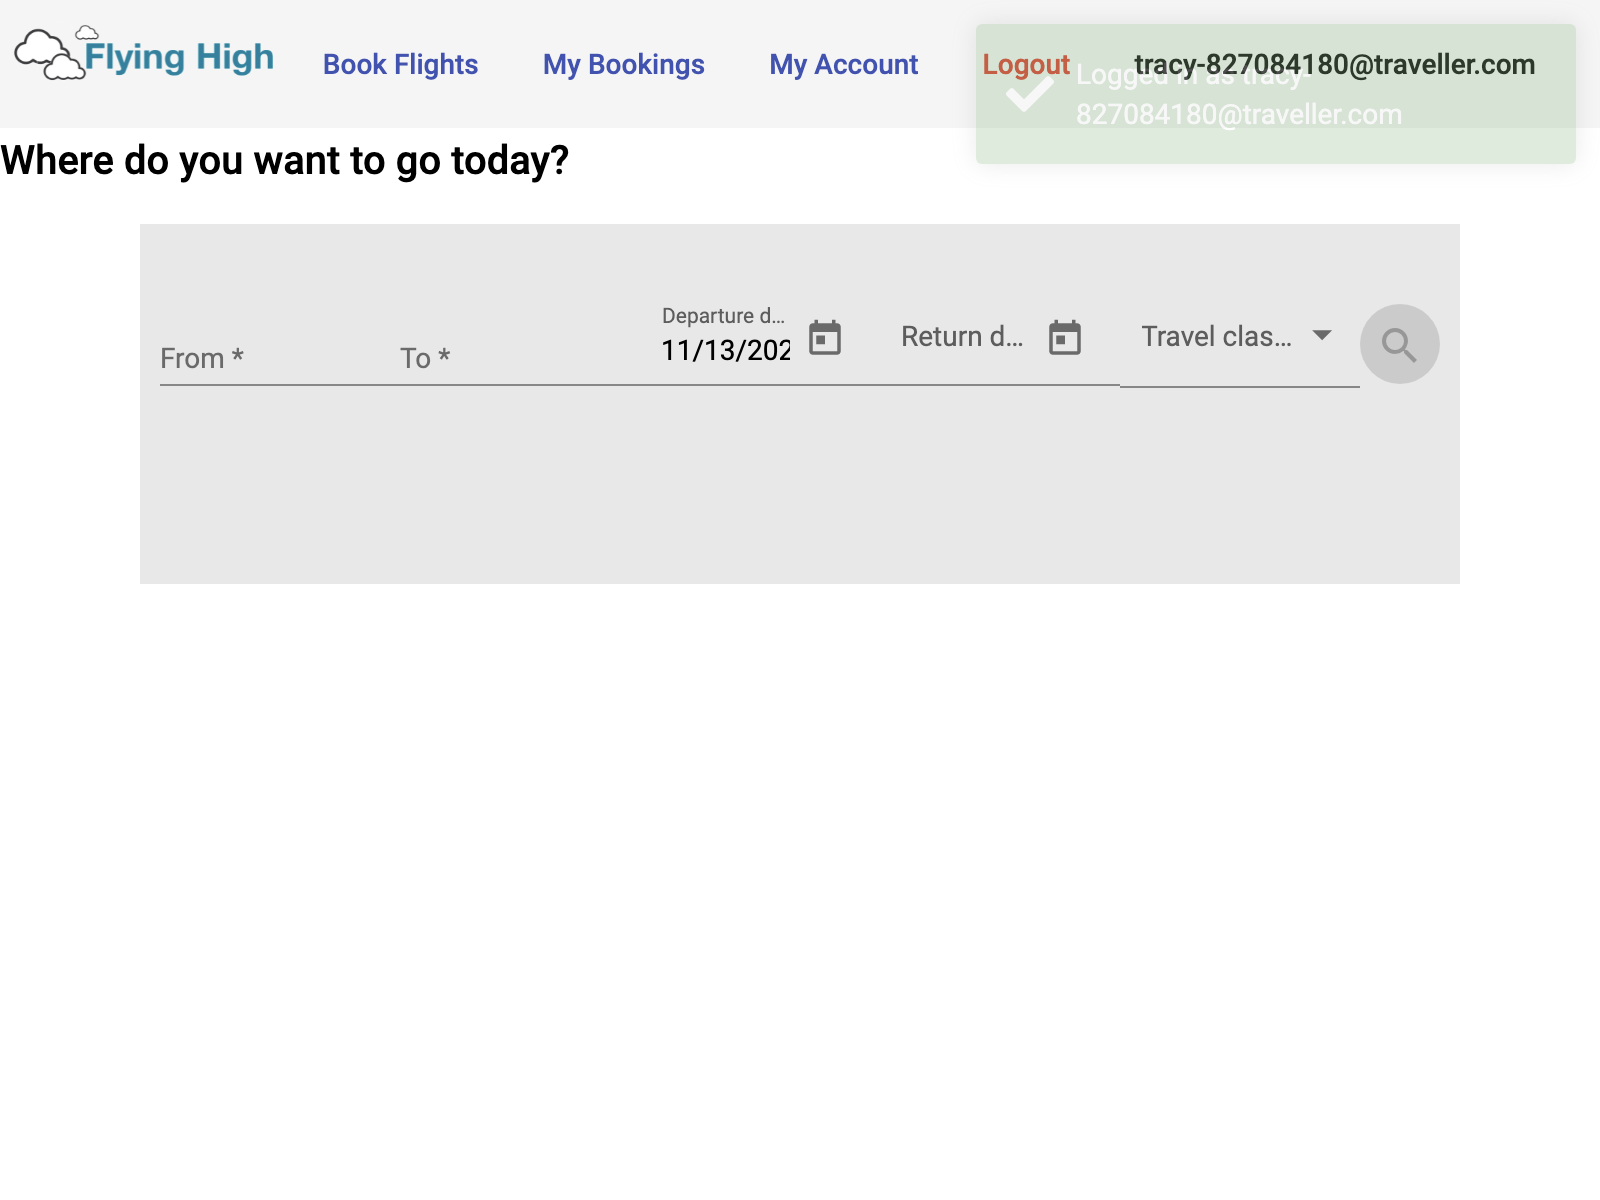 Flying High
Book Flights
My Bookings
My Account
Logout
tracy-827084180@traveller.com
Logged in as tracy-
827084180@traveller.com
Where do you want to go today?
From *
To *
Departure d...
11/13/202
Return d...
Travel clas...